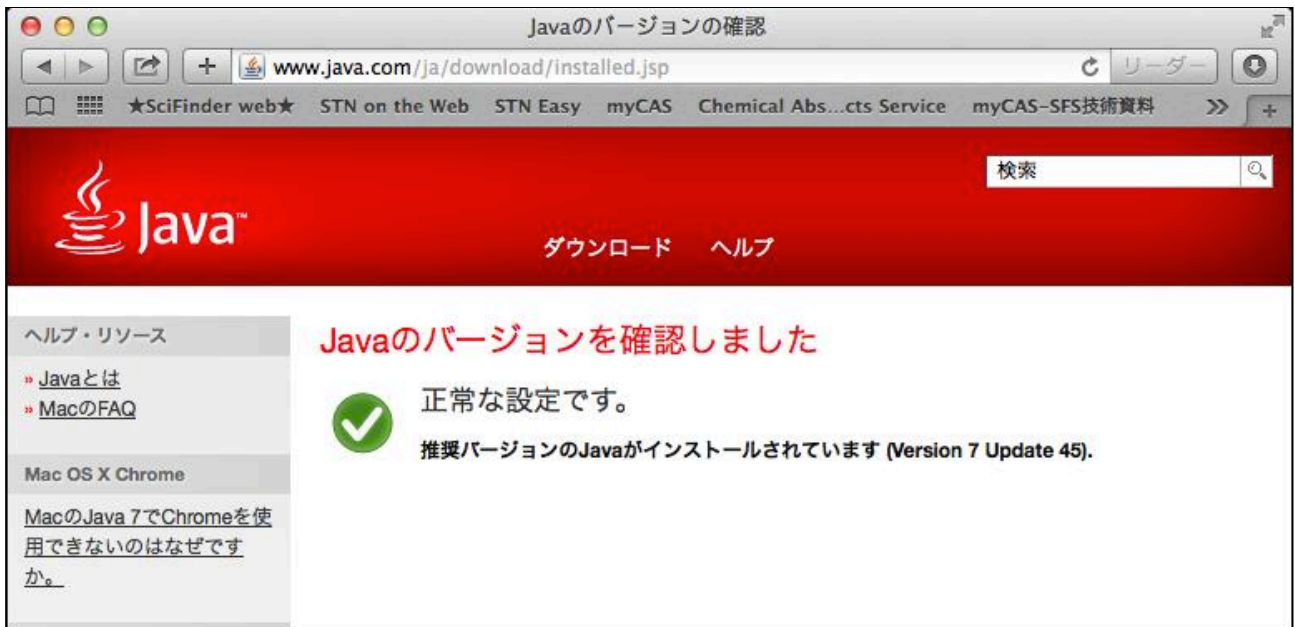 Javaのバージョンの確認
www.java.com/ja/download/installed.jsp
リーダー
★SciFinder web★ STN on the Web STN Easy myCAS Chemical Abs...cts Service myCAS-SFS技術資料 >>
検索
Java™
ダウンロード ヘルプ
ヘルプ・リソース
» Javaとは
» MacのFAQ
Mac OS X Chrome
MacのJava 7でChromeを使
用できないのはなぜです
か。
Javaのバージョンを確認しました
正常な設定です。
推奨バージョンのJavaがインストールされています (Version 7 Update 45).